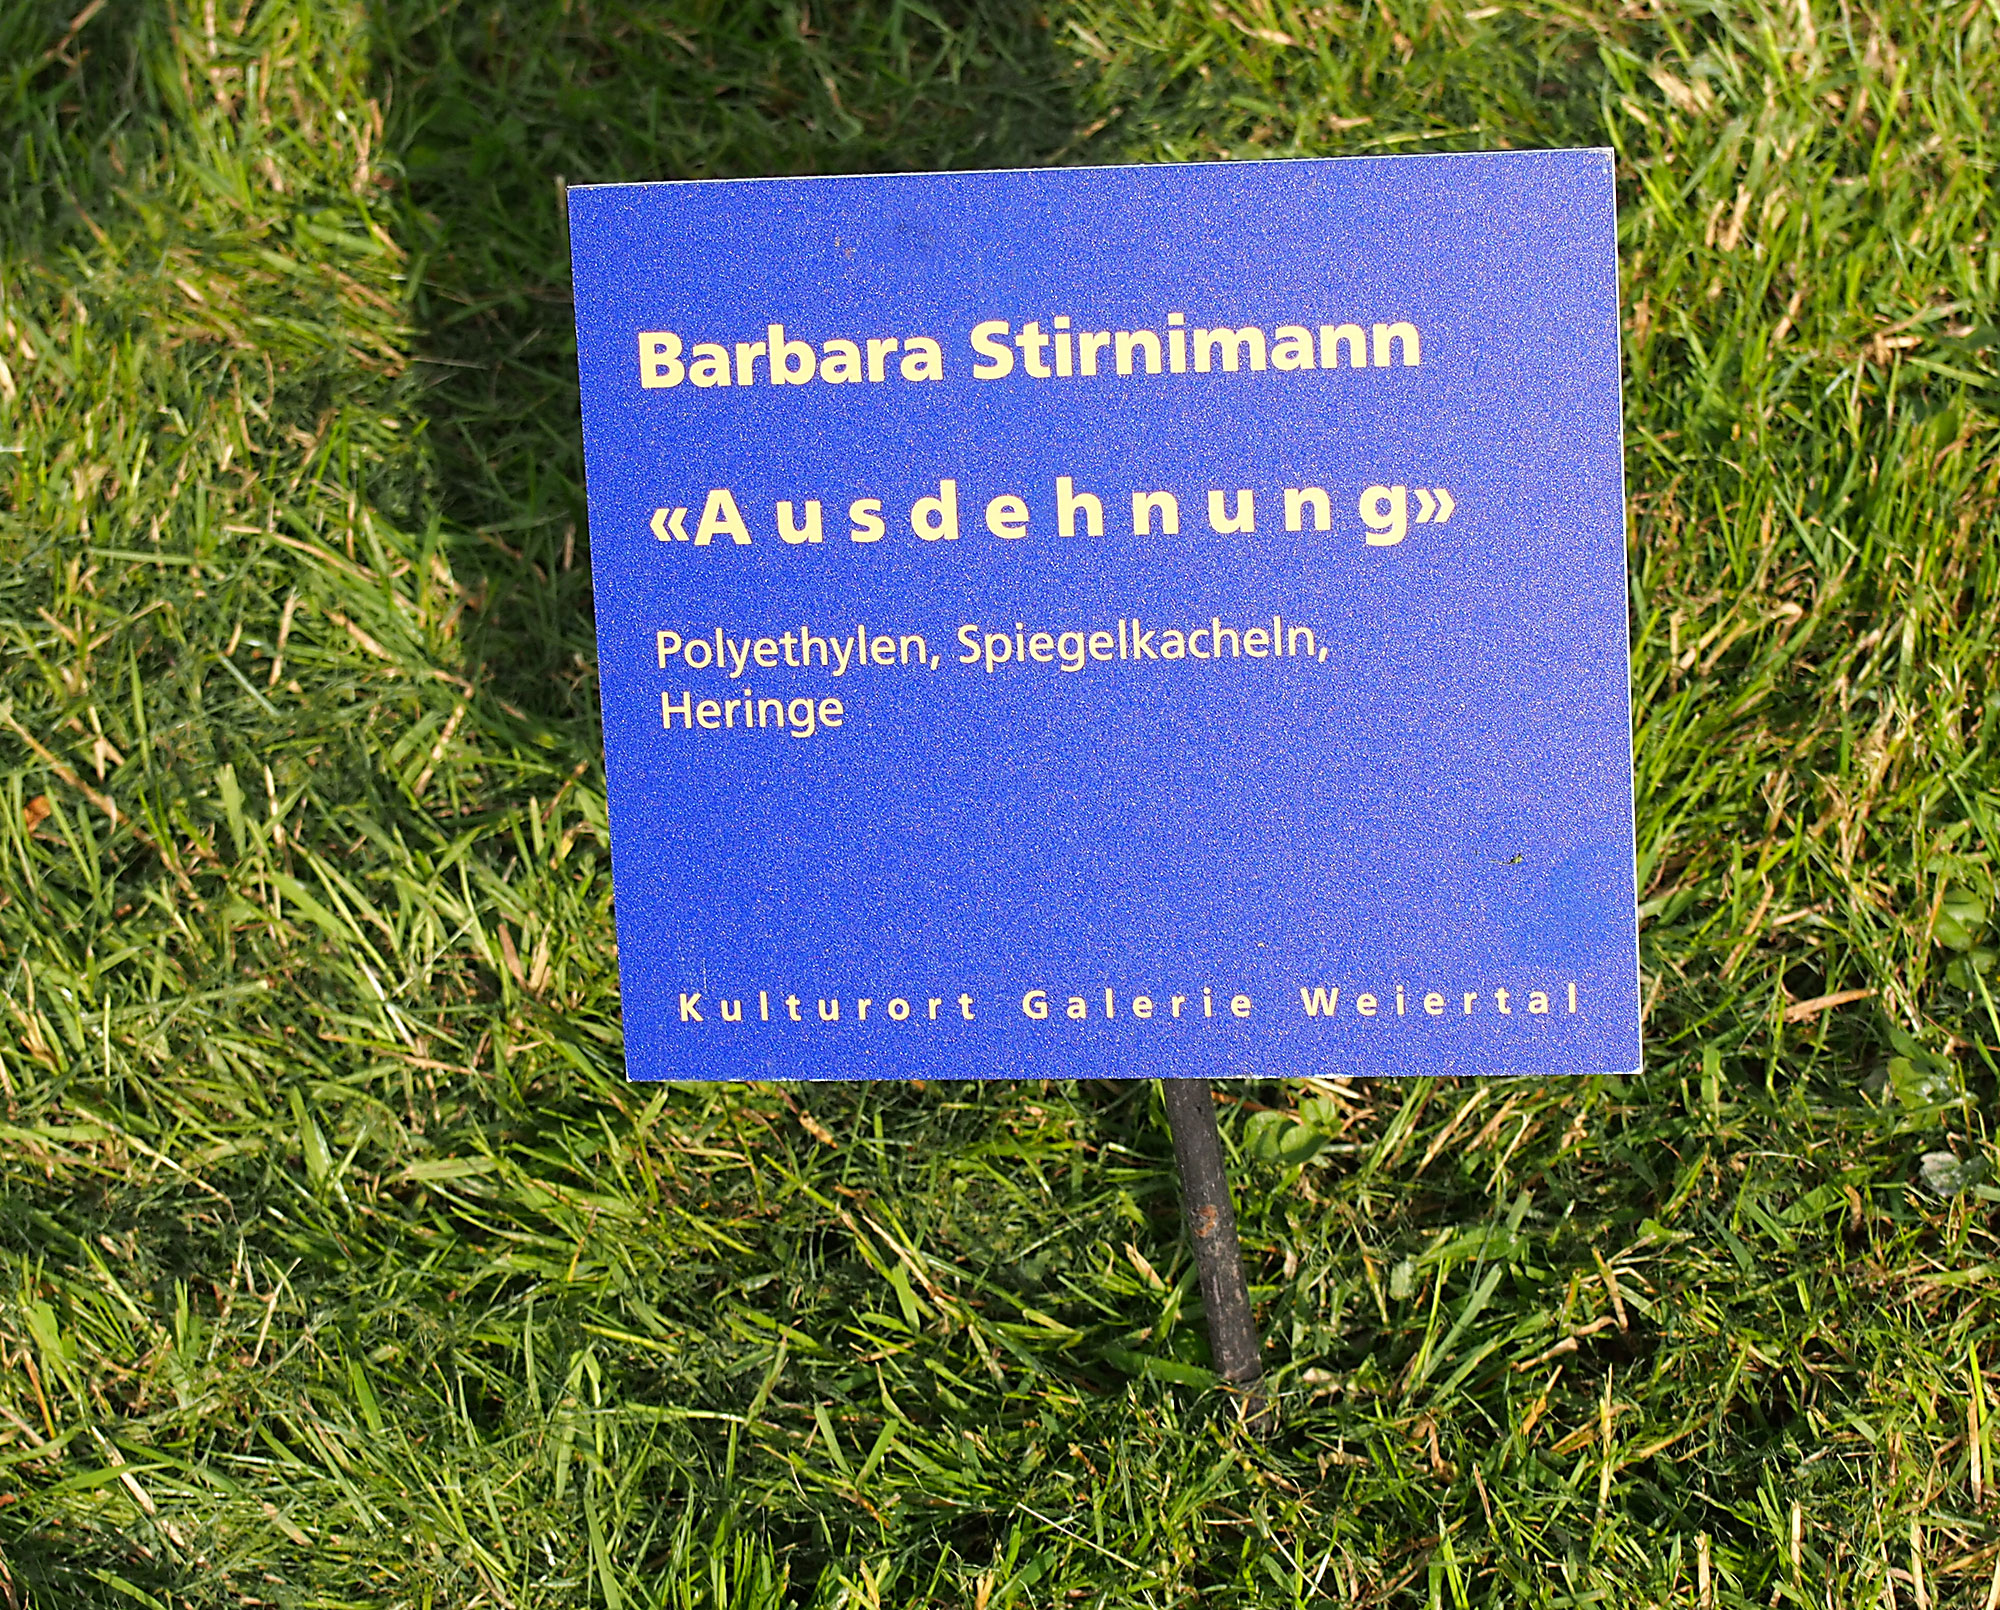 Barbara Stirnimann
«Ausdehnung»
Polyethylen, Spiegelkacheln,
Heringe
Kulturort Galerie Weiertal